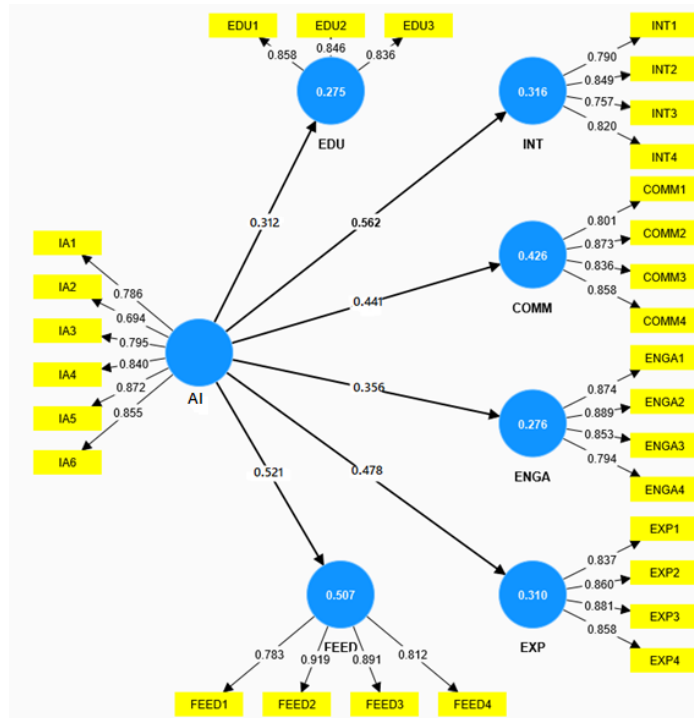 EDU1
EDU2
EDU3
0.858
0.846
0.836
0.275
EDU
INT1
INT2
INT3
INT4
0.790
0.849
0.757
0.820
0.316
INT
0.312
0.562
COMM1
COMM2
COMM3
COMM4
0.801
0.873
0.836
0.858
0.426
COMM
0.441
IA1
IA2
IA3
IA4
IA5
IA6
0.786
0.694
0.795
0.840
0.872
0.855
AI
0.356
ENGA1
ENGA2
ENGA3
ENGA4
0.874
0.889
0.853
0.794
0.276
ENGA
0.521
0.478
EXP1
EXP2
EXP3
EXP4
0.837
0.860
0.881
0.858
0.310
EXP
0.507
FEED
0.783
0.919
0.891
0.812
FEED1
FEED2
FEED3
FEED4